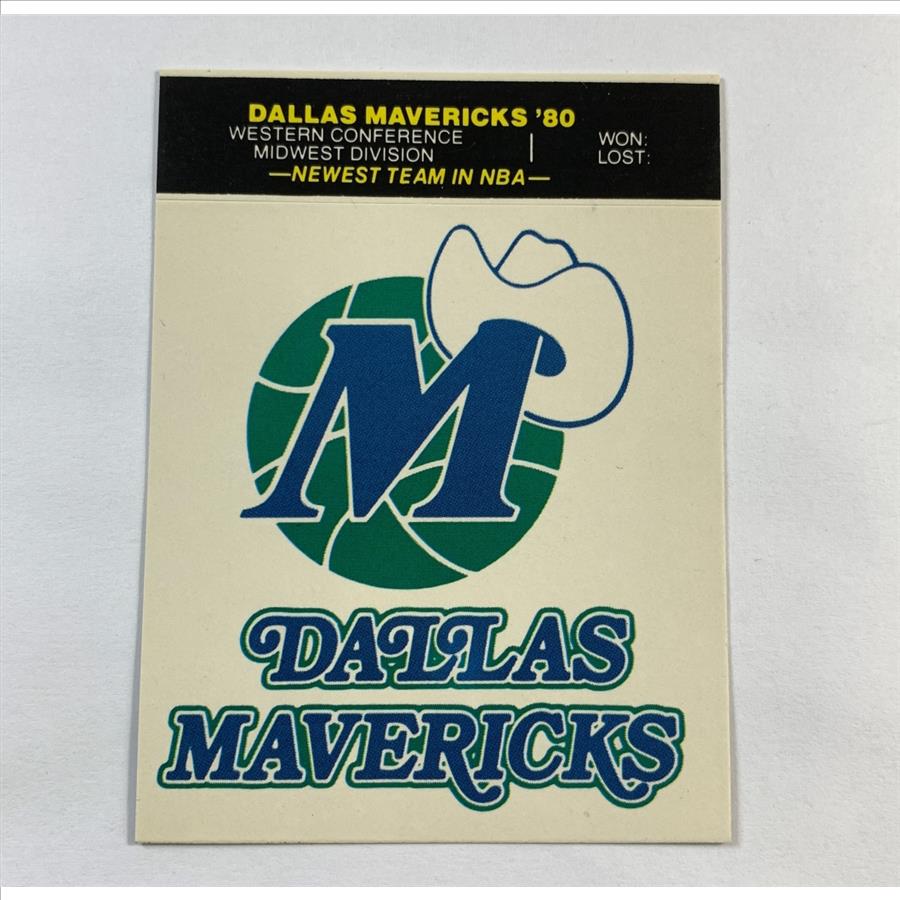 DALLAS MAVERICKS ’80
WESTERN CONFERENCE
MIDWEST DIVISION
WON:
LOST:
—NEWEST TEAM IN NBA—
M
DALLAS
MAVERICKS